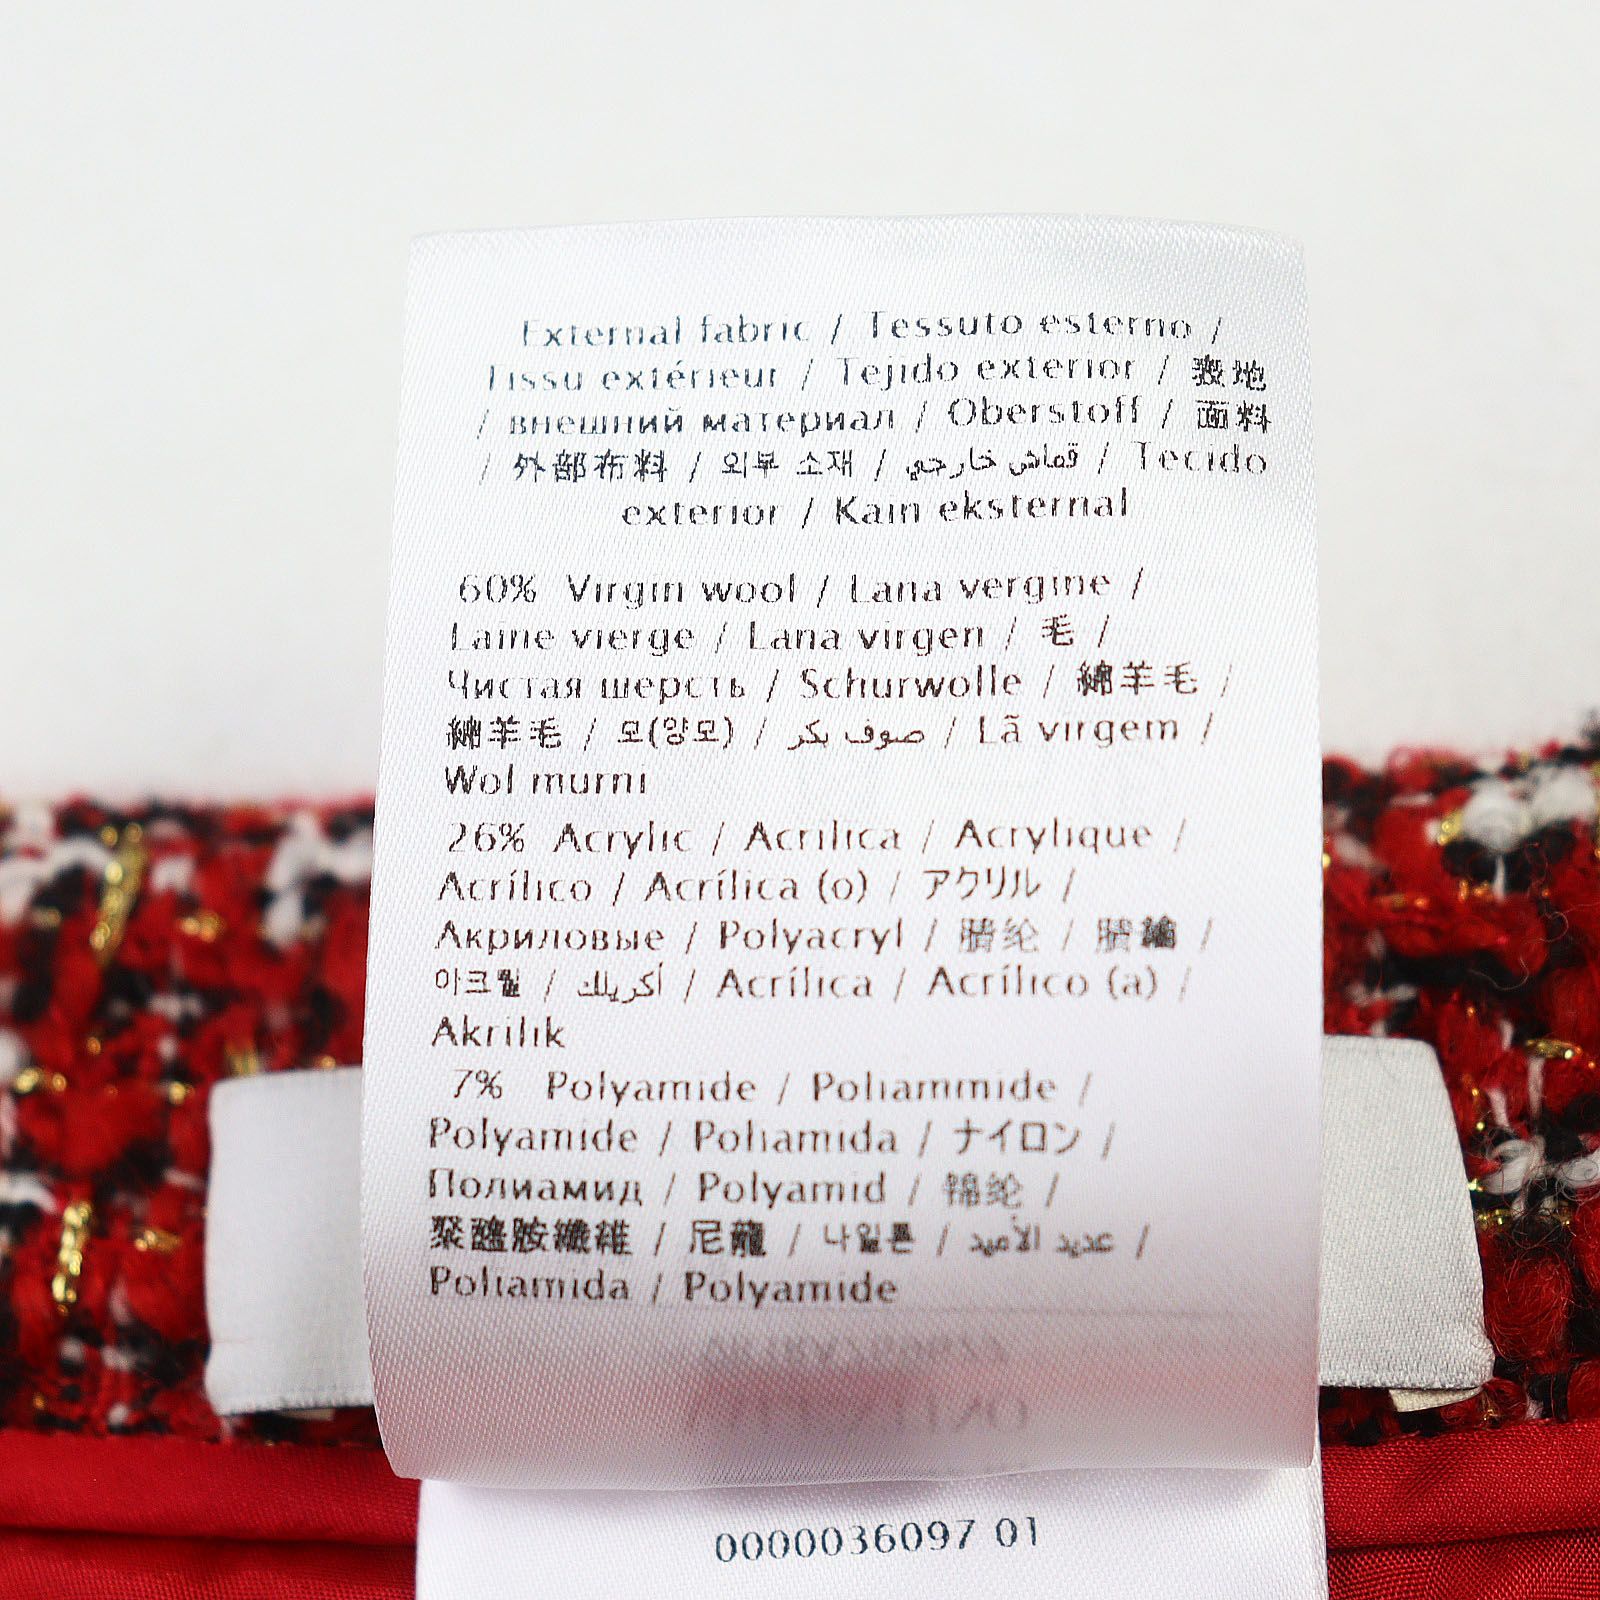 External fabric / Tessuto esterno /
Tissu extérieur / Tejido exterior / 表地
/ внешний материал / Oberstoff / 面料
/ 外部布料 / 외부 소재 / قماش خارجي / Tecido
exterior / Kain eksternal
60% Virgin wool / Lana vergine /
Laine vierge / Lana virgen / 毛 /
Чистая шерсть / Schurwolle / 綿羊毛 /
綿羊毛 / 모(양모) / صوف بكر / Lã virgem /
Wol murni
26% Acrylic / Acrilica / Acrylique /
Acrílico / Acrílica (o) / アクリル /
Акриловые / Polyacryl / 腈纶 / 腈綸 /
아크릴 / أكريلك / Acrílica / Acrílico (a) /
Akrilik
7% Polyamide / Poliammide /
Polyamide / Poliamida / ナイロン /
Полиамид / Polyamid / 锦纶 /
聚醯胺纖維 / 尼龍 / 나일론 / عديد الأميد /
Poliamida / Polyamide
0000036097 01